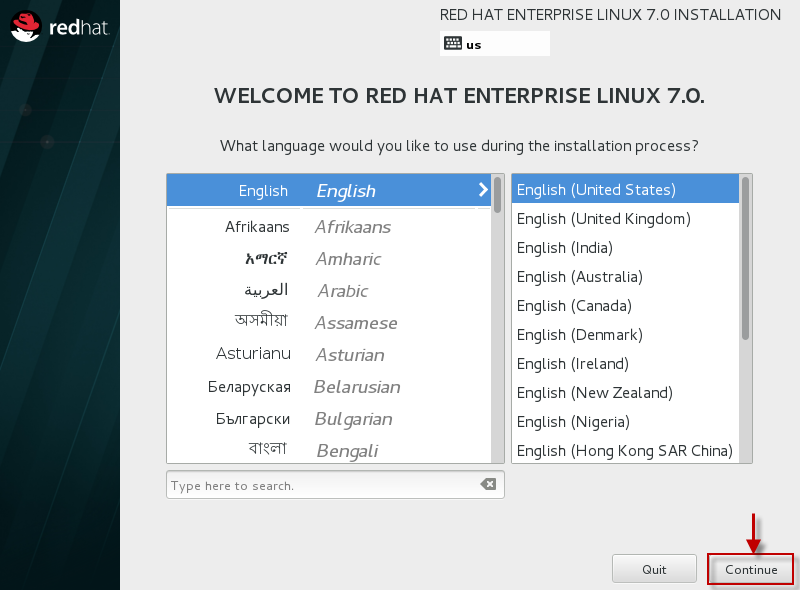 redhat.
RED HAT ENTERPRISE LINUX 7.0 INSTALLATION
us
WELCOME TO RED HAT ENTERPRISE LINUX 7.0.
What language would you like to use during the installation process?
English English
Afrikaans Afrikaans
አማርኛ Amharic
العربية Arabic
অসমীয়া Assamese
Asturianu Asturian
Беларуская Belarusian
Български Bulgarian
বাংলা Bengali
English (United States)
English (United Kingdom)
English (India)
English (Australia)
English (Canada)
English (Denmark)
English (Ireland)
English (New Zealand)
English (Nigeria)
English (Hong Kong SAR China)
Type here to search.
Quit Continue